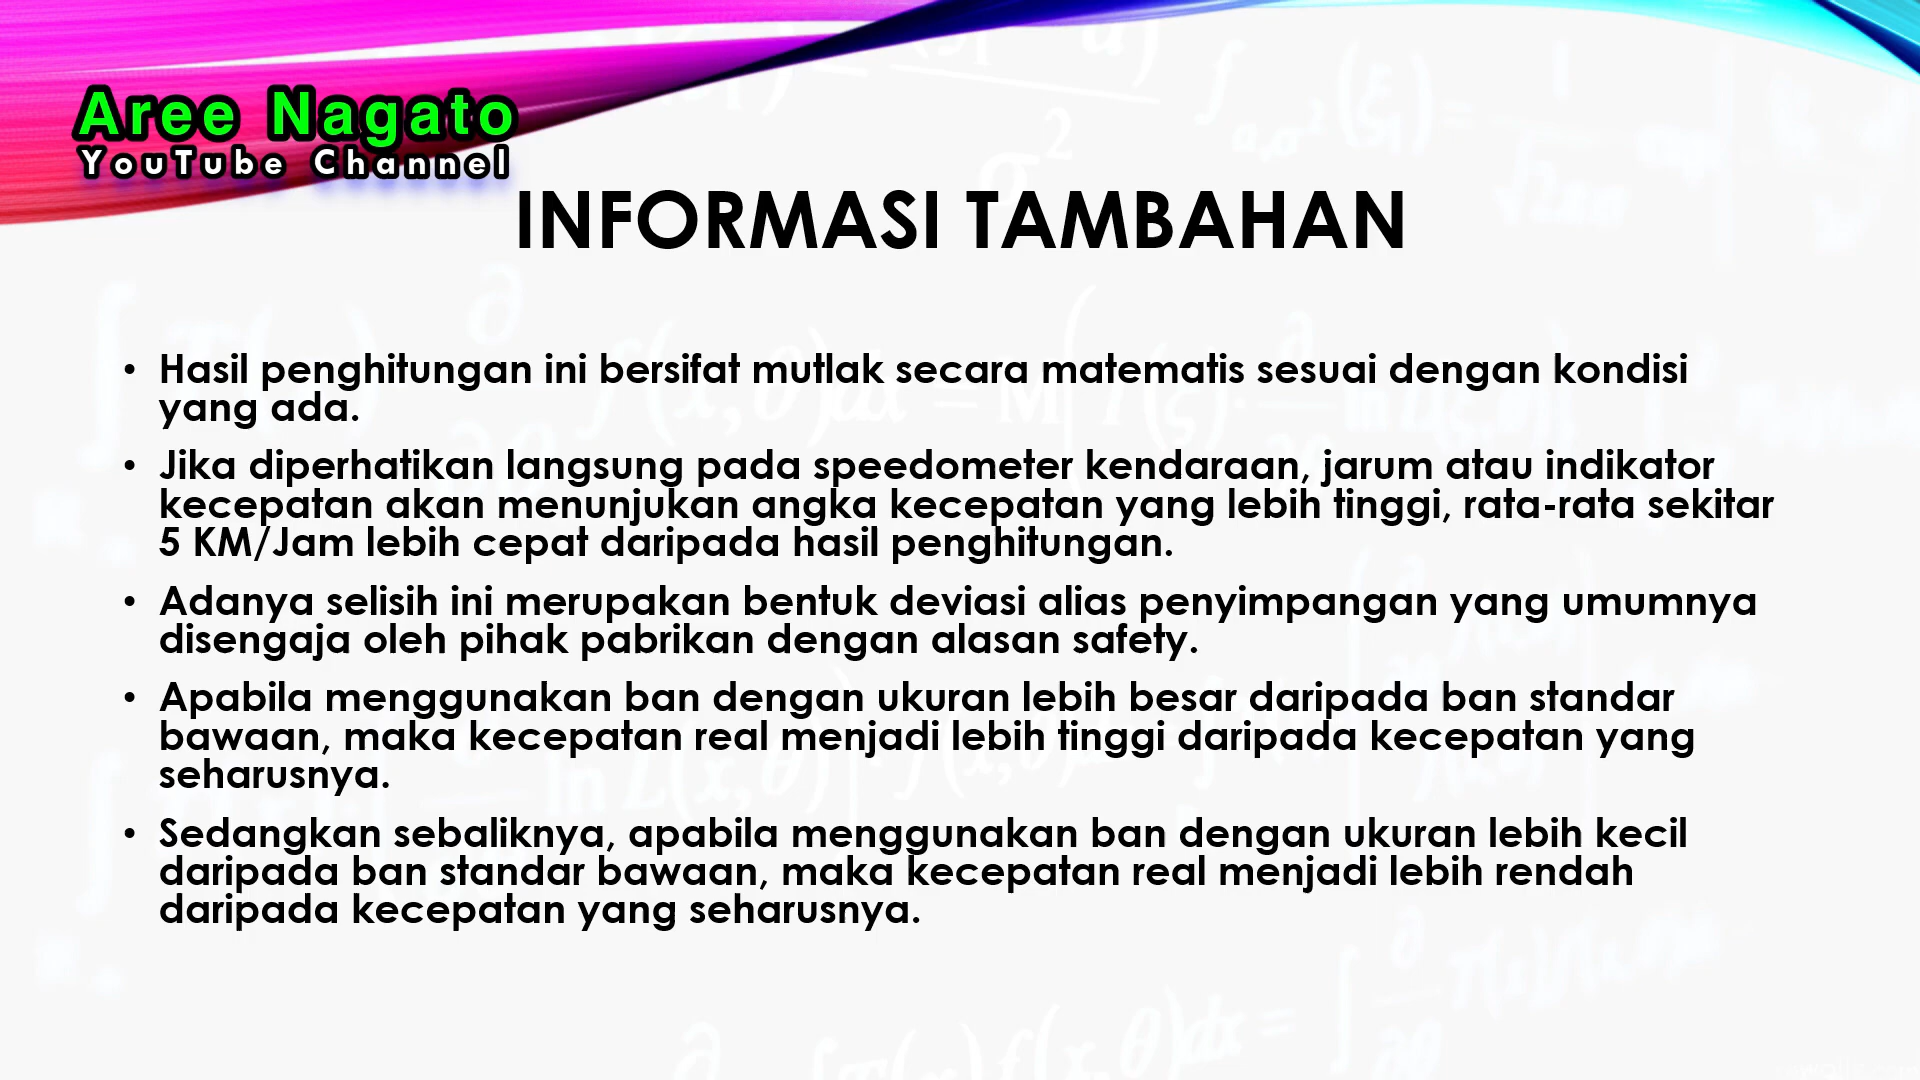 Aree Nagato
YouTube Channel
INFORMASI TAMBAHAN
• Hasil penghitungan ini bersifat mutlak secara matematis sesuai dengan kondisi
yang ada.
• Jika diperhatikan langsung pada speedometer kendaraan, jarum atau indikator
kecepatan akan menunjukan angka kecepatan yang lebih tinggi, rata-rata sekitar
5 KM/Jam lebih cepat daripada hasil penghitungan.
• Adanya selisih ini merupakan bentuk deviasi alias penyimpangan yang umumnya
disengaja oleh pihak pabrikan dengan alasan safety.
• Apabila menggunakan ban dengan ukuran lebih besar daripada ban standar
bawaan, maka kecepatan real menjadi lebih tinggi daripada kecepatan yang
seharusnya.
• Sedangkan sebaliknya, apabila menggunakan ban dengan ukuran lebih kecil
daripada ban standar bawaan, maka kecepatan real menjadi lebih rendah
daripada kecepatan yang seharusnya.